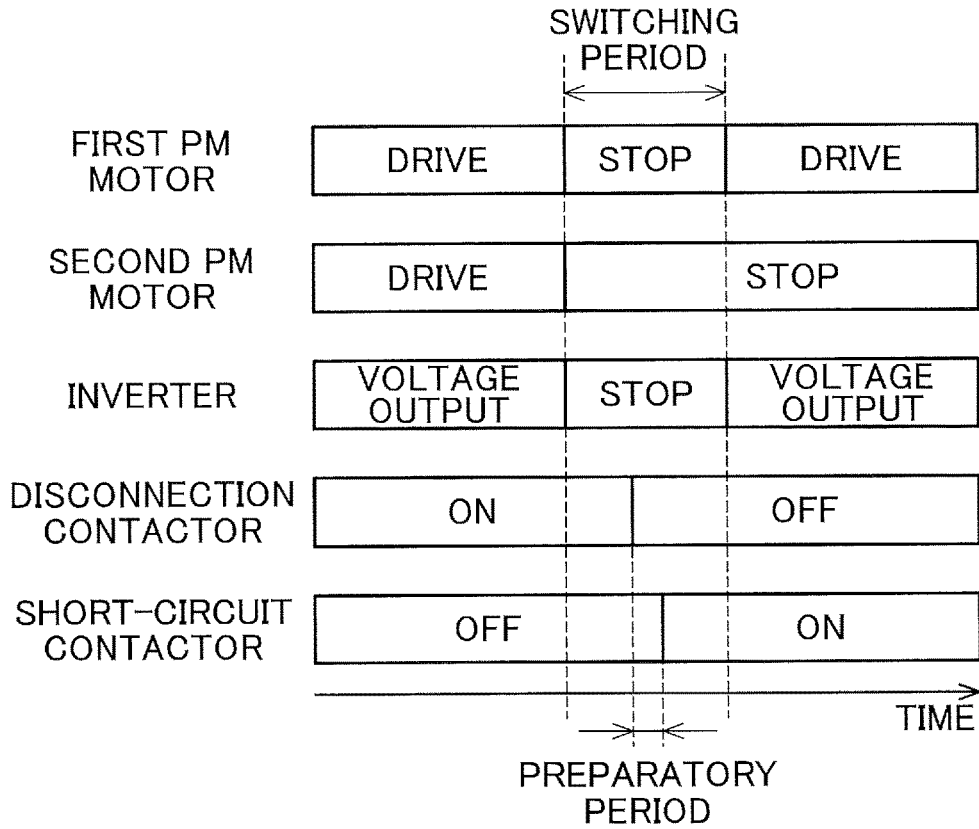 SWITCHING
PERIOD
FIRST PM
MOTOR
DRIVE
STOP
DRIVE
SECOND PM
MOTOR
DRIVE
STOP
INVERTER
VOLTAGE
OUTPUT
STOP
VOLTAGE
OUTPUT
DISCONNECTION
CONTACTOR
ON
OFF
SHORT-CIRCUIT
CONTACTOR
OFF
ON
TIME
PREPARATORY
PERIOD